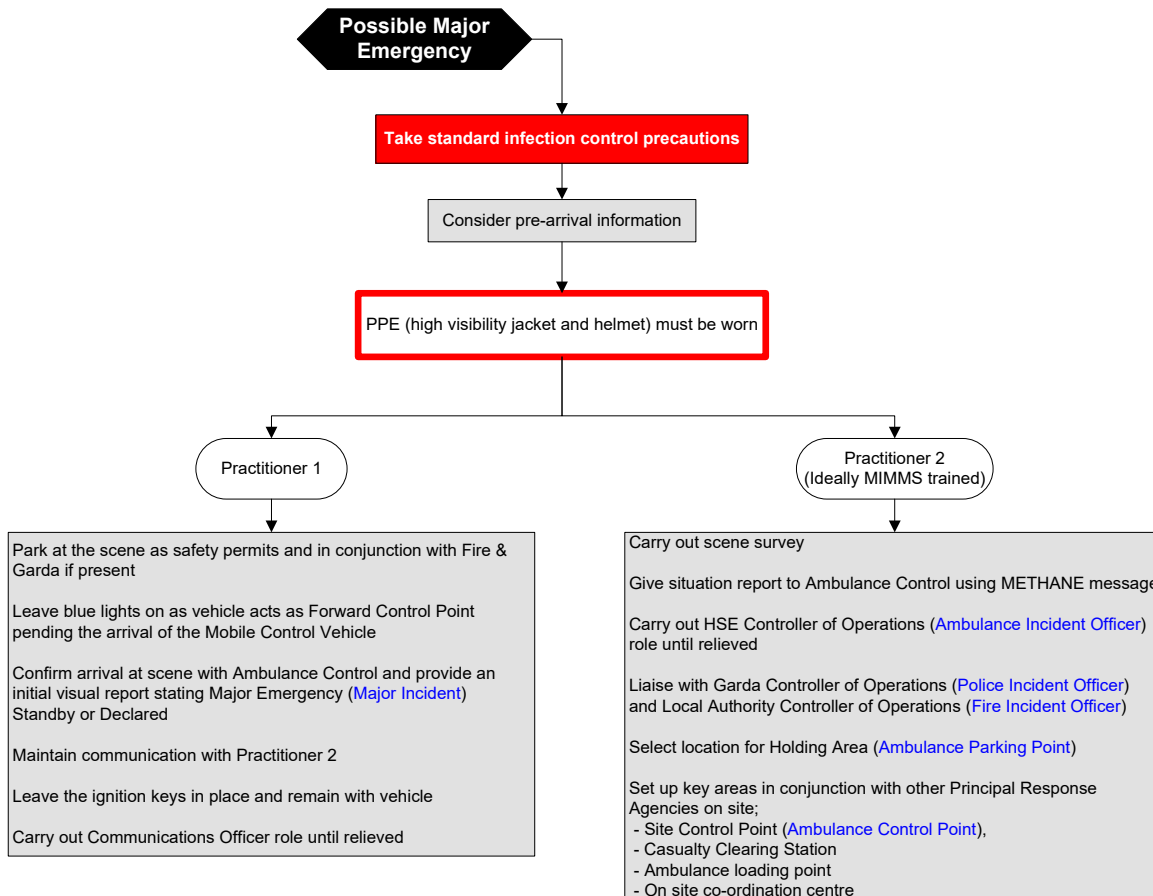 Possible Major
Emergency
Take standard infection control precautions
Consider pre-arrival information
PPE (high visibility jacket and helmet) must be worn
Practitioner 1
Park at the scene as safety permits and in conjunction with Fire &
Garda if present
Leave blue lights on as vehicle acts as Forward Control Point
pending the arrival of the Mobile Control Vehicle
Confirm arrival at scene with Ambulance Control and provide an
initial visual report stating Major Emergency (Major Incident)
Standby or Declared
Maintain communication with Practitioner 2
Leave the ignition keys in place and remain with vehicle
Carry out Communications Officer role until relieved
Practitioner 2
(Ideally MIMMS trained)
Carry out scene survey
Give situation report to Ambulance Control using METHANE message
Carry out HSE Controller of Operations (Ambulance Incident Officer)
role until relieved
Liaise with Garda Controller of Operations (Police Incident Officer)
and Local Authority Controller of Operations (Fire Incident Officer)
Select location for Holding Area (Ambulance Parking Point)
Set up key areas in conjunction with other Principal Response
Agencies on site;
- Site Control Point (Ambulance Control Point),
- Casualty Clearing Station
- Ambulance loading point
- On site co-ordination centre